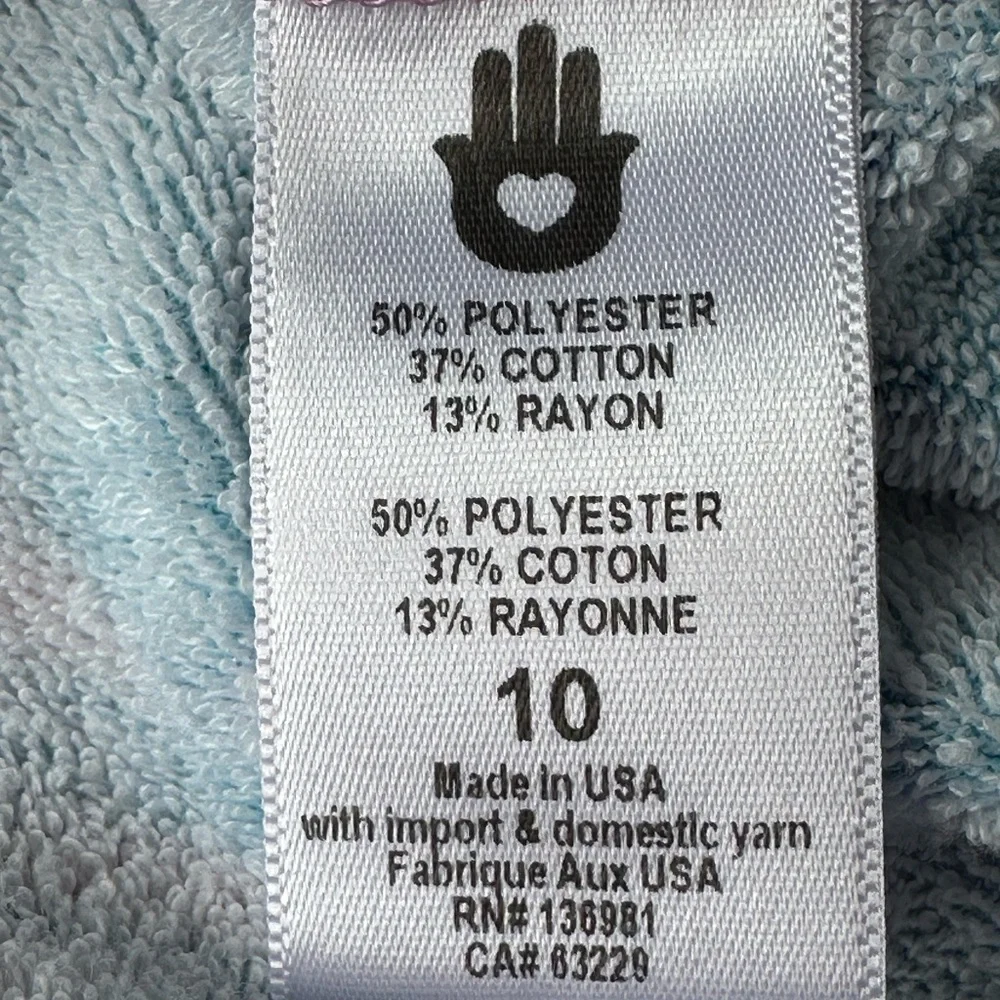 50% POLYESTER
37% COTTON
13% RAYON
50% POLYESTER
37% COTON
13% RAYONNE
10
Made in USA
with import & domestic yarn
Fabrique Aux USA
RN# 136981
CA# 63229